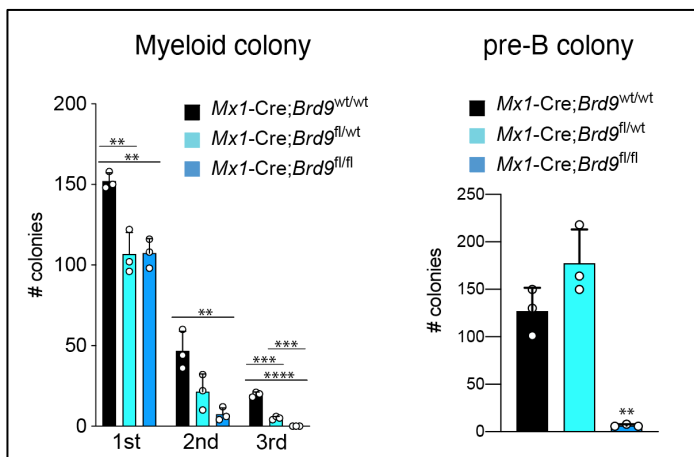 Myeloid colony
200
150
100
50
0
# colonies
Mx1-Cre;Brd9wt/wt
Mx1-Cre;Brd9fl/wt
Mx1-Cre;Brd9fl/fl
**
**
**
***
***
****
1st 2nd 3rd
pre-B colony
Mx1-Cre;Brd9wt/wt
Mx1-Cre;Brd9fl/wt
Mx1-Cre;Brd9fl/fl
250
200
150
100
50
0
# colonies
**